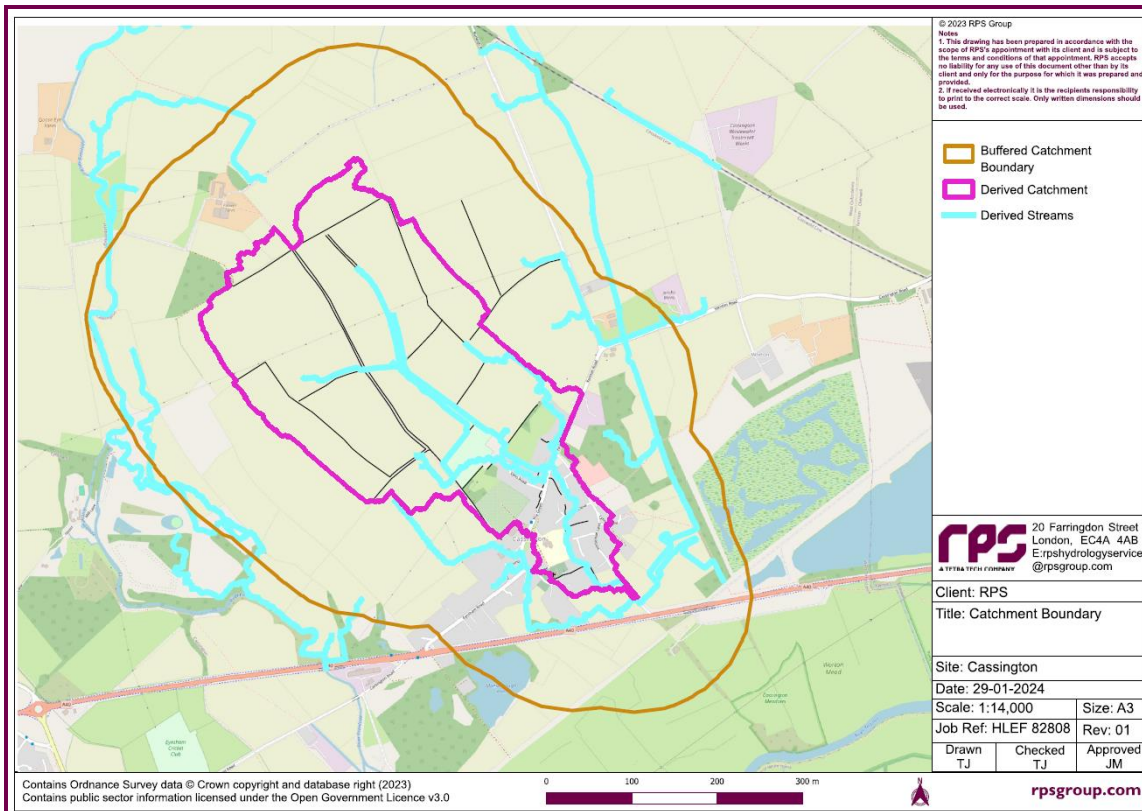 © 2023 RPS Group
Notes
1. This drawing has been prepared in accordance with the
scope of RPS's appointment with its client and is subject to
the terms and conditions of that appointment. RPS accepts
no liability for any use of this document other than by its
client and only for the purpose for which it was prepared and
provided.
2. If received electronically it is the recipients responsibility
to print to the correct scale. Only written dimensions should
be used.
Buffered Catchment
Boundary
Derived Catchment
Derived Streams
rps
A TETRA TECH COMPANY
20 Farringdon Street
London, EC4A 4AB
E:rpshydrologyservice
@rpsgroup.com
Client: RPS
Title: Catchment Boundary
Site: Cassington
Date: 29-01-2024
Scale: 1:14,000
Size: A3
Job Ref: HLEF 82808
Rev: 01
Drawn
TJ
Checked
TJ
Approved
JM
rpsgroup.com
Contains Ordnance Survey data © Crown copyright and database right (2023)
Contains public sector information licensed under the Open Government Licence v3.0
0 100 200 300 m
N
A40
A40